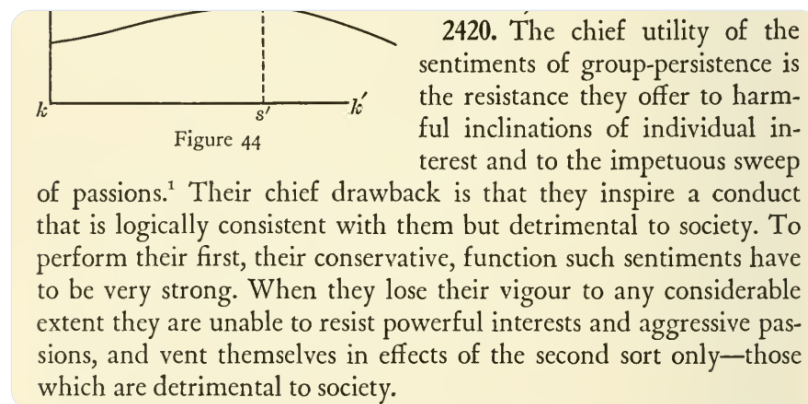 2420. The chief utility of the
sentiments of group-persistence is
the resistance they offer to harm-
ful inclinations of individual in-
terest and to the impetuous sweep
k
s′
k′
Figure 44
of passions.¹ Their chief drawback is that they inspire a conduct
that is logically consistent with them but detrimental to society. To
perform their first, their conservative, function such sentiments have
to be very strong. When they lose their vigour to any considerable
extent they are unable to resist powerful interests and aggressive pas-
sions, and vent themselves in effects of the second sort only—those
which are detrimental to society.